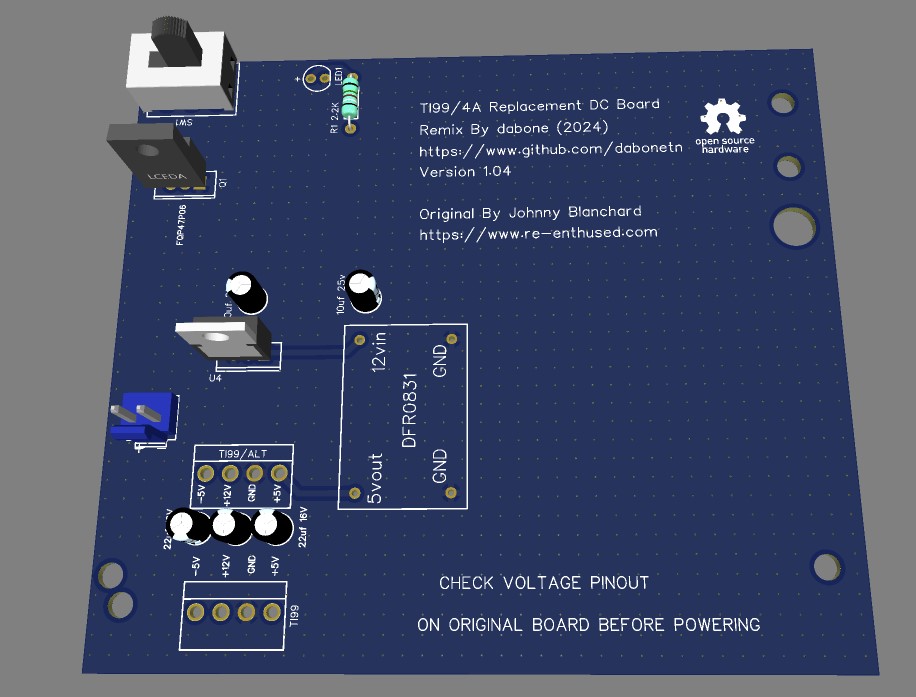 SW1
+
LED1
R1 2.2K
TI99/4A Replacement DC Board
Remix By dabone (2024)
https://www.github.com/dabonetn
Version 1.04
open source
hardware
LCEDA
Q1
FQP47P06
Original By Johnny Blanchard
https://www.re-enthused.com
10uf 25v
U4
12vin
GND
DFR0831
5vout
GND
+
TI99/ALT
-5V
+12V
GND
+5V
22uf 16V
-5V
+12V
GND
+5V
TI99
CHECK VOLTAGE PINOUT
ON ORIGINAL BOARD BEFORE POWERING